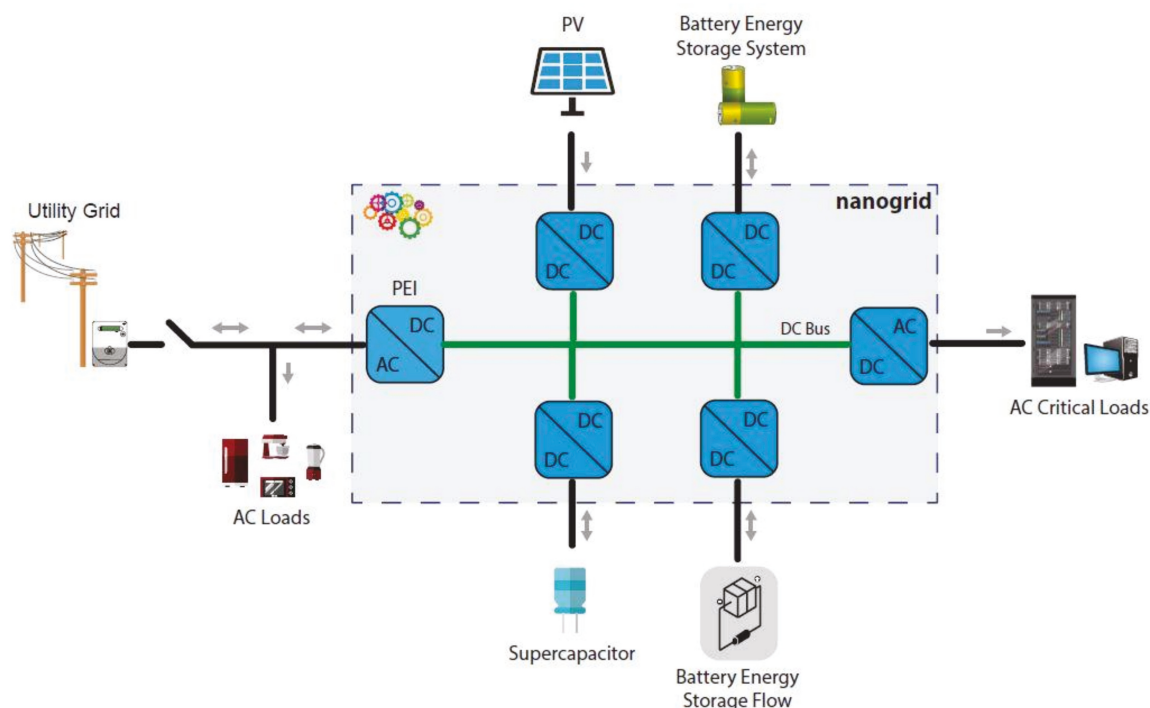 PV
Battery Energy
Storage System
Utility Grid
nanogrid
DC
DC
DC
DC
PEI
DC
AC
DC Bus
AC
DC
AC Critical Loads
DC
DC
DC
DC
AC Loads
Supercapacitor
Battery Energy
Storage Flow